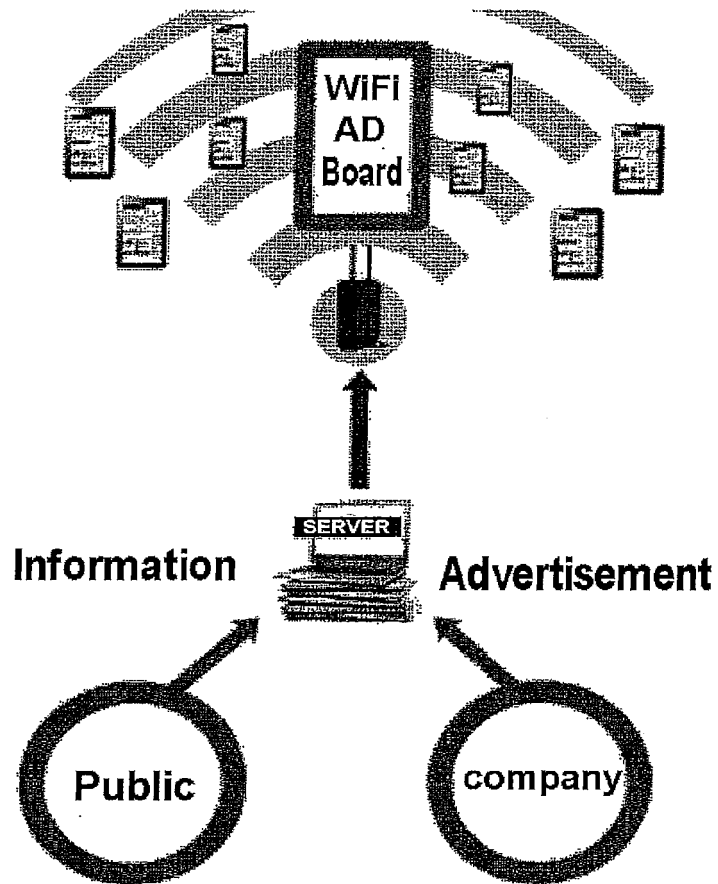 WiFi
AD
Board
SERVER
Information
Advertisement
Public
company